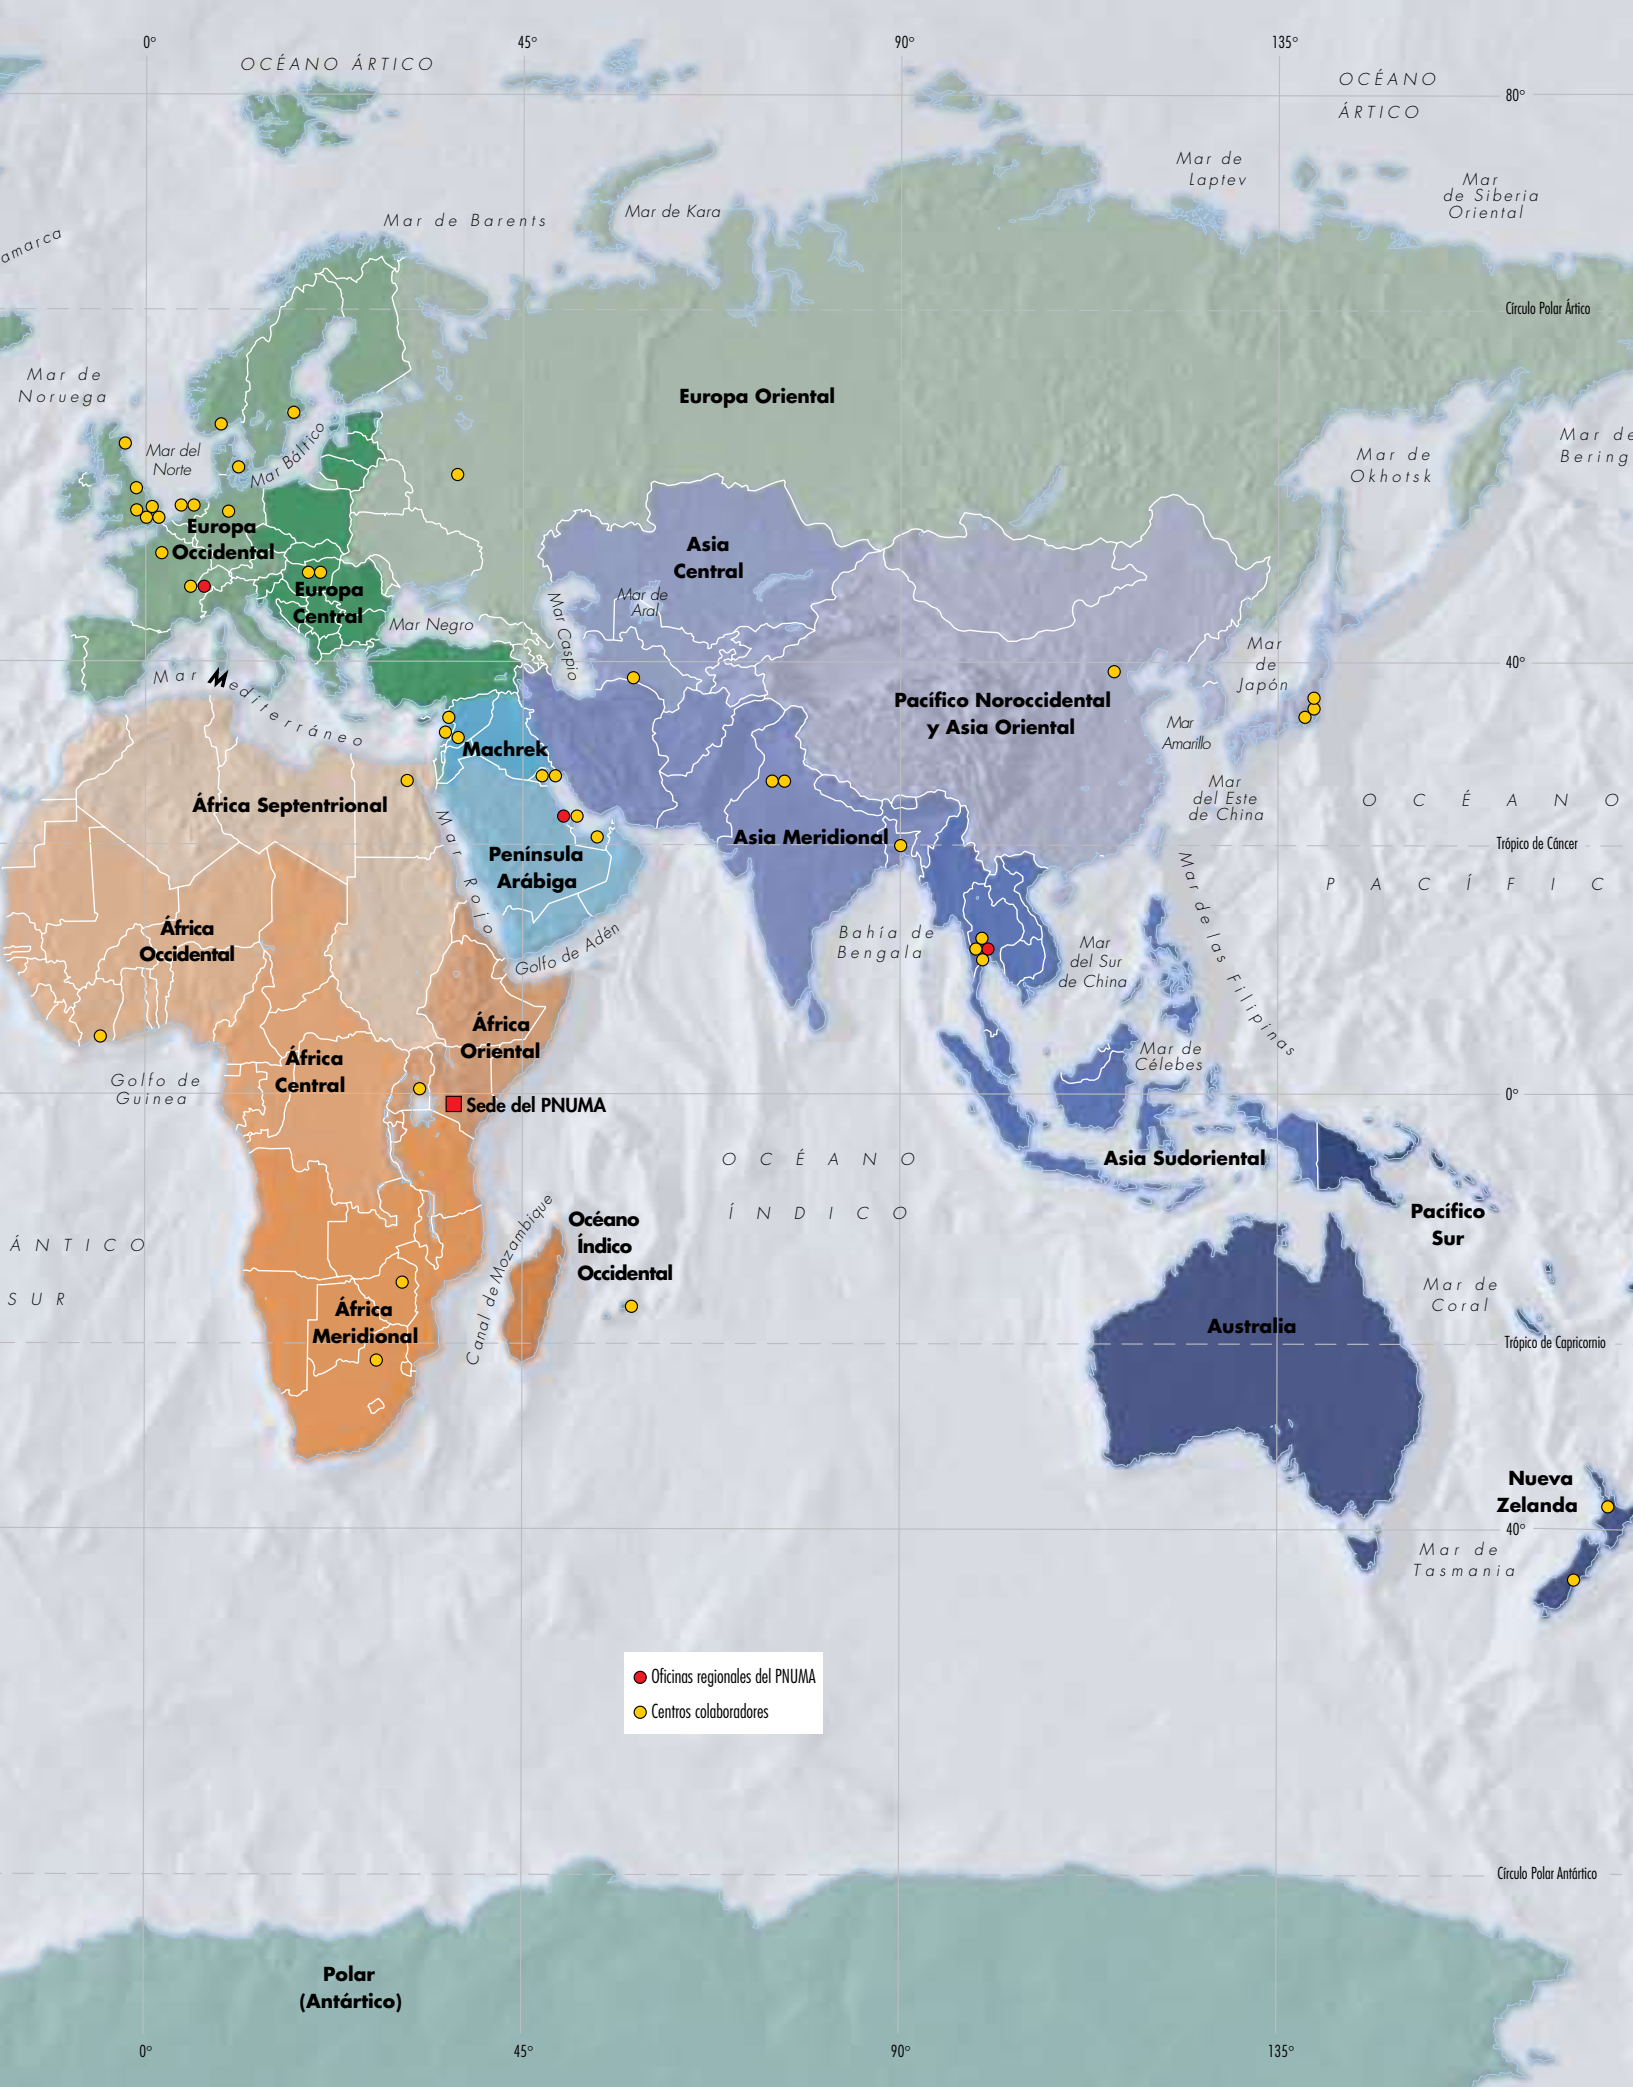 0°
45°
90°
135°
OCÉANO ÁRTICO
OCÉANO
ÁRTICO
80°
Mar de
Laptev
Mar
de Siberia
Oriental
Mar de Kara
Mar de Barents
amarca
Círculo Polar Ártico
Mar de
Noruega
Europa Oriental
Mar de
Okhotsk
Mar de
Bering
Mar del
Norte
Mar Báltico
Europa
Occidental
Asia
Central
Europa
Central
Mar de
Aral
Mar Caspio
Mar Negro
Mar
de
Japón
40°
Mar Mediterráneo
Pacífico Noroccidental
y Asia Oriental
Mar
Amarillo
Machrek
África Septentrional
Mar
del Este
de China
OCÉANO
Mar Rojo
Asia Meridional
Trópico de Cáncer
Península
Arábiga
PACÍFIC
Mar de las Filipinas
África
Occidental
Golfo de Adén
Bahía de
Bengala
Mar
del Sur
de China
África
Oriental
África
Central
Mar de
Célebes
Golfo de
Guinea
Sede del PNUMA
0°
OCÉANO
ÍNDICO
Asia Sudoriental
Canal de Mozambique
Océano
Índico
Occidental
Pacífico
Sur
ÁNTICO
SUR
Mar de
Coral
África
Meridional
Australia
Trópico de Capricornio
Nueva
Zelanda
40°
Mar de
Tasmania
Oficinas regionales del PNUMA
Centros colaboradores
Círculo Polar Antártico
Polar
(Antártico)
0°
45°
90°
135°